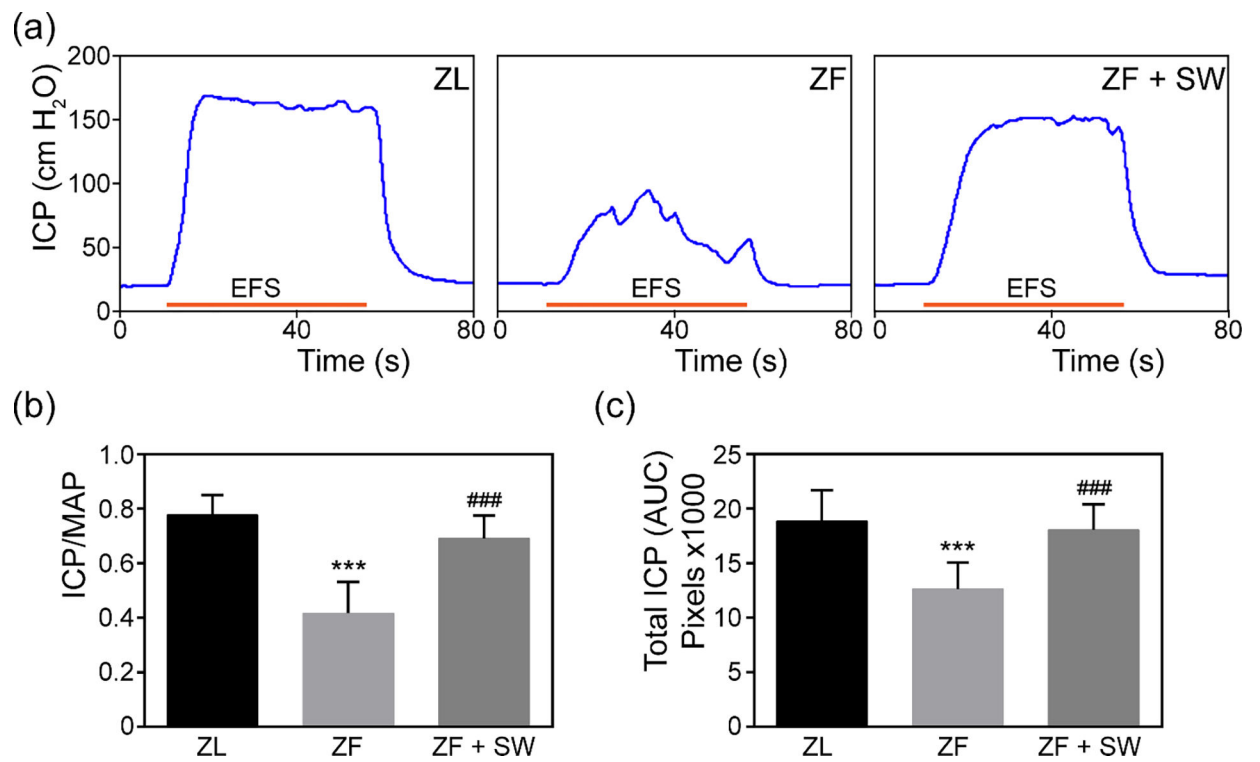 (a)
ZL
ZF
ZF + SW
ICP (cm H₂O)
200
150
100
50
0
EFS
EFS
EFS
0 40 80
0 40 80
0 40 80
Time (s)
Time (s)
Time (s)
(b)
ICP/MAP
1.0
0.8
0.6
0.4
0.2
0
***
###
ZL ZF ZF + SW
(c)
Total ICP (AUC)
Pixels x1000
25
20
15
10
5
0
***
###
ZL ZF ZF + SW